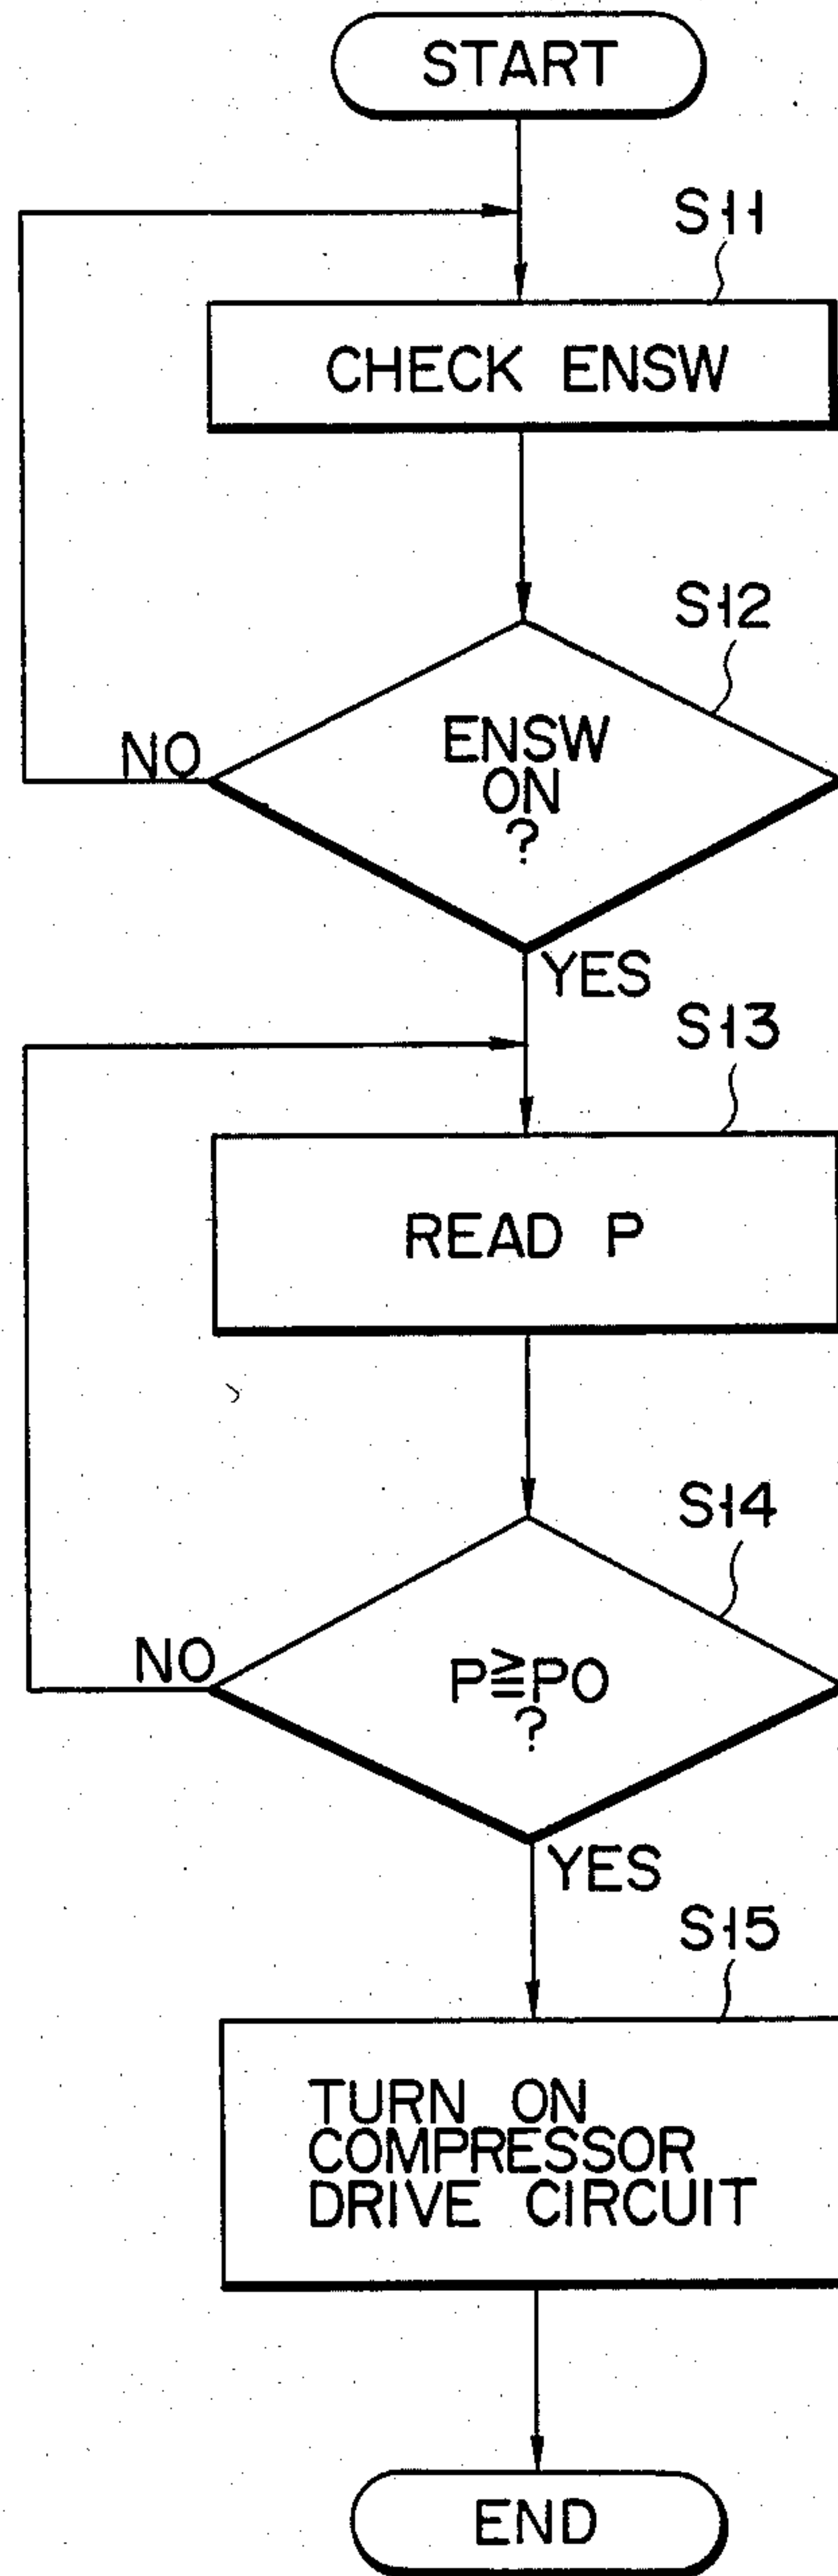 START
S11
CHECK ENSW
S12
ENSW
ON
?
NO
YES
S13
READ P
S14
P≧PO
?
NO
YES
S15
TURN ON
COMPRESSOR
DRIVE CIRCUIT
END